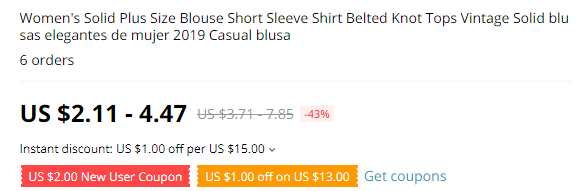 Women's Solid Plus Size Blouse Short Sleeve Shirt Belted Knot Tops Vintage Solid blu
sas elegantes de mujer 2019 Casual blusa
6 orders
US $2.11 - 4.47 US $3.71 - 7.85 -43%
Instant discount: US $1.00 off per US $15.00
US $2.00 New User Coupon US $1.00 off on US $13.00 Get coupons